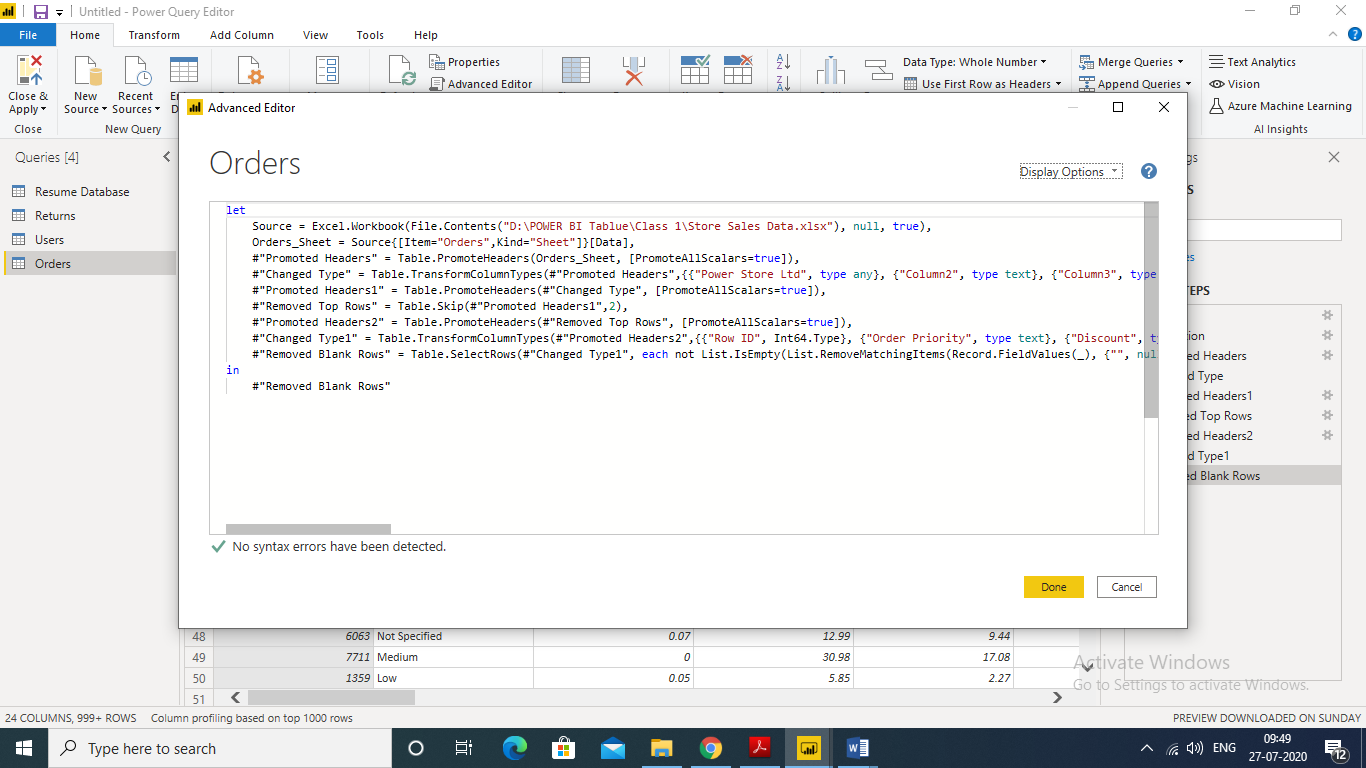 Untitled - Power Query Editor
File Home Transform Add Column View Tools Help
Close & Apply
New Source
Recent Sources
Properties
Advanced Editor
Data Type: Whole Number
Use First Row as Headers
Merge Queries
Append Queries
Text Analytics
Vision
Azure Machine Learning
Close
New Query
AI Insights
Queries [4]
Resume Database
Returns
Users
Orders
Advanced Editor
Orders
Display Options
let
Source = Excel.Workbook(File.Contents("D:\POWER BI Tablue\Class 1\Store Sales Data.xlsx"), null, true),
Orders_Sheet = Source{[Item="Orders",Kind="Sheet"]}[Data],
#"Promoted Headers" = Table.PromoteHeaders(Orders_Sheet, [PromoteAllScalars=true]),
#"Changed Type" = Table.TransformColumnTypes(#"Promoted Headers",{{"Power Store Ltd", type any}, {"Column2", type text}, {"Column3", type
#"Promoted Headers1" = Table.PromoteHeaders(#"Changed Type", [PromoteAllScalars=true]),
#"Removed Top Rows" = Table.Skip(#"Promoted Headers1",2),
#"Promoted Headers2" = Table.PromoteHeaders(#"Removed Top Rows", [PromoteAllScalars=true]),
#"Changed Type1" = Table.TransformColumnTypes(#"Promoted Headers2",{{"Row ID", Int64.Type}, {"Order Priority", type text}, {"Discount", ty
#"Removed Blank Rows" = Table.SelectRows(#"Changed Type1", each not List.IsEmpty(List.RemoveMatchingItems(Record.FieldValues(_), {"", nul
in
#"Removed Blank Rows"
No syntax errors have been detected.
Done Cancel
gs
S
es
TEPS
ion
ed Headers
d Type
ed Headers1
ed Top Rows
ed Headers2
d Type1
ed Blank Rows
48 6063 Not Specified 0.07 12.99 9.44
49 7711 Medium 0 30.98 17.08
50 1359 Low 0.05 5.85 2.27
51
Activate Windows
Go to Settings to activate Windows.
24 COLUMNS, 999+ ROWS Column profiling based on top 1000 rows
PREVIEW DOWNLOADED ON SUNDAY
Type here to search
ENG
09:49
27-07-2020
12